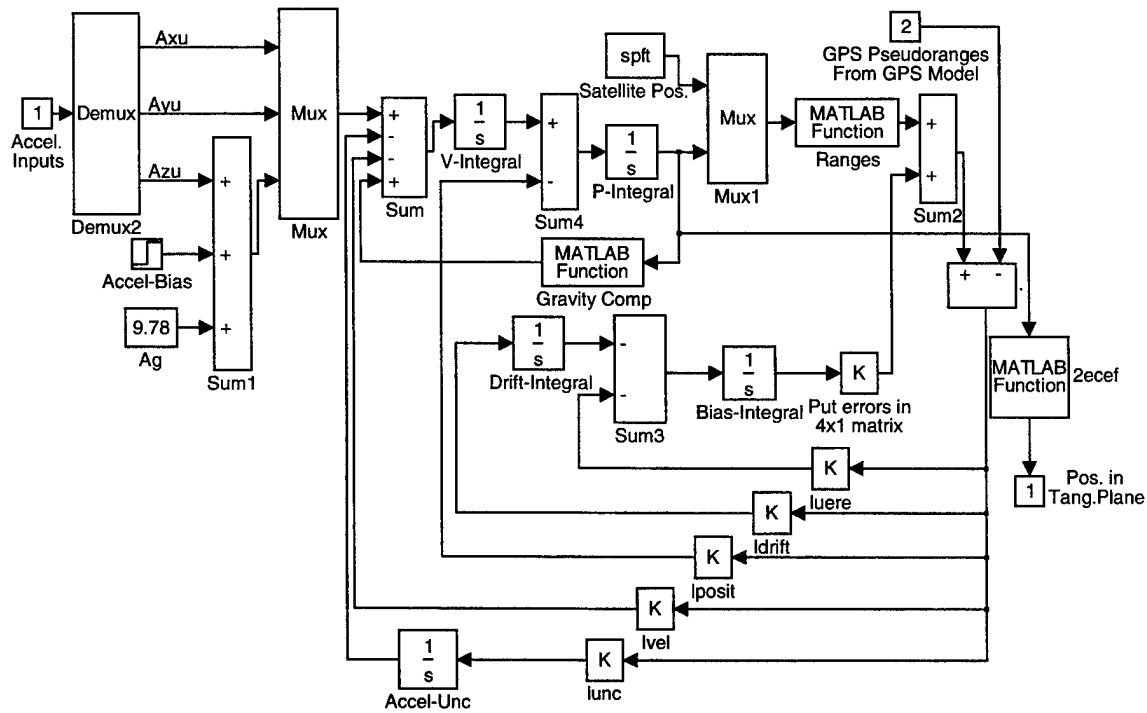 Axu
Ayu
Azu
1
Accel.
Inputs
Demux
Demux2
Accel-Bias
9.78
Ag
+
+
+
Sum1
Mux
Mux
+
-
-
+
Sum
1
s
V-Integral
+
-
Sum4
1
s
P-Integral
spft
Satellite Pos.
Mux
Mux1
MATLAB
Function
Ranges
2
GPS Pseudoranges
From GPS Model
+
+
Sum2
+ -
MATLAB
Function
Gravity Comp
1
s
Drift-Integral
-
-
Sum3
1
s
Bias-Integral
K
Put errors in
4x1 matrix
MATLAB
Function
2ecef
1
Pos. in
Tang.Plane
K
luere
K
ldrift
K
lposit
K
lvel
K
lunc
1
s
Accel-Unc